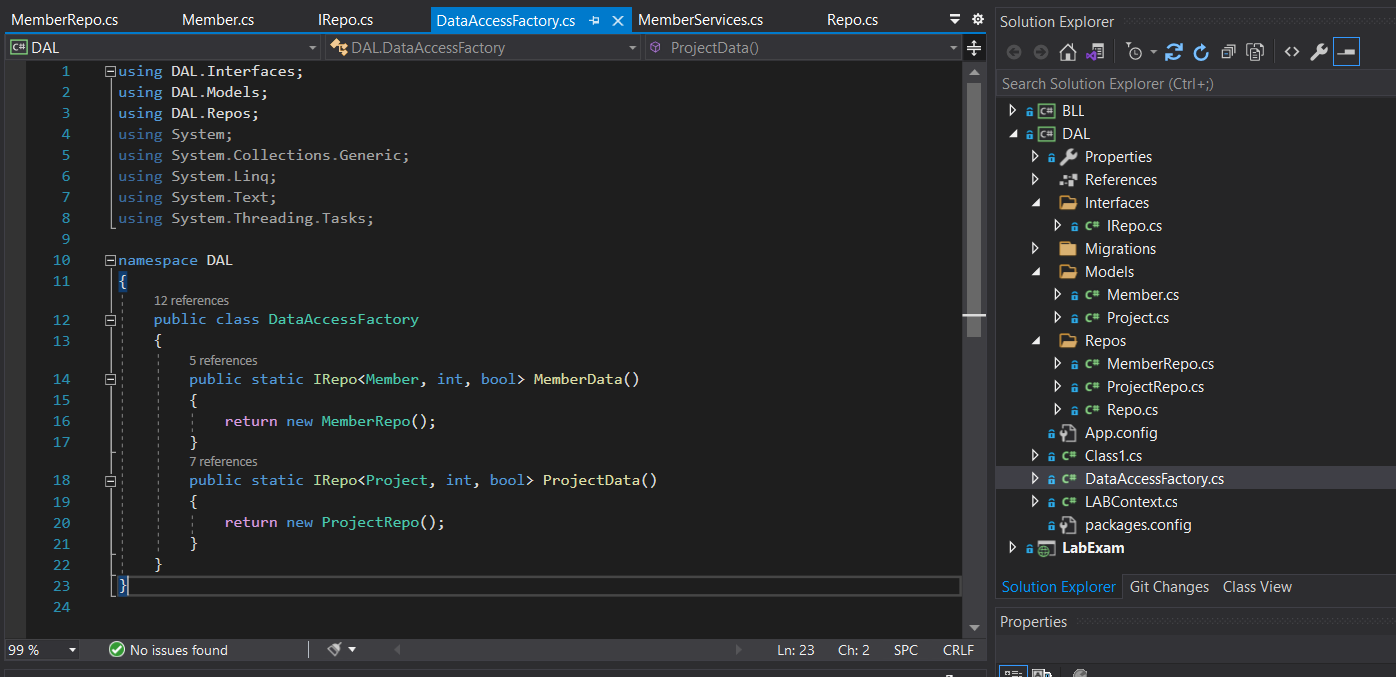 MemberRepo.cs Member.cs IRepo.cs DataAccessFactory.cs MemberServices.cs Repo.cs
C# DAL DAL.DataAccessFactory ProjectData()
1 using DAL.Interfaces;
2 using DAL.Models;
3 using DAL.Repos;
4 using System;
5 using System.Collections.Generic;
6 using System.Linq;
7 using System.Text;
8 using System.Threading.Tasks;
9
10 namespace DAL
11 {
12 references
12 public class DataAccessFactory
13 {
5 references
14 public static IRepo<Member, int, bool> MemberData()
15 {
16 return new MemberRepo();
17 }
7 references
18 public static IRepo<Project, int, bool> ProjectData()
19 {
20 return new ProjectRepo();
21 }
22 }
23 }
24
99 % No issues found Ln: 23 Ch: 2 SPC CRLF
Solution Explorer
Search Solution Explorer (Ctrl+;)
C# BLL
C# DAL
Properties
References
Interfaces
C# IRepo.cs
Migrations
Models
C# Member.cs
C# Project.cs
Repos
C# MemberRepo.cs
C# ProjectRepo.cs
C# Repo.cs
App.config
C# Class1.cs
C# DataAccessFactory.cs
C# LABContext.cs
packages.config
LabExam
Solution Explorer Git Changes Class View
Properties